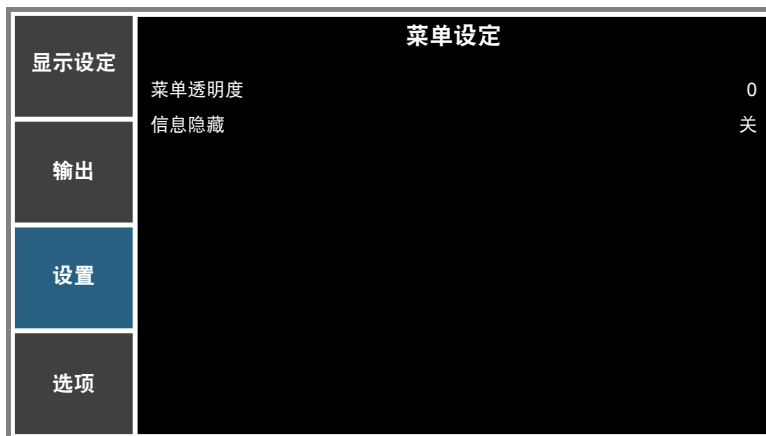 菜单设定
显示设定
菜单透明度 0
信息隐藏 关
输出
设置
选项